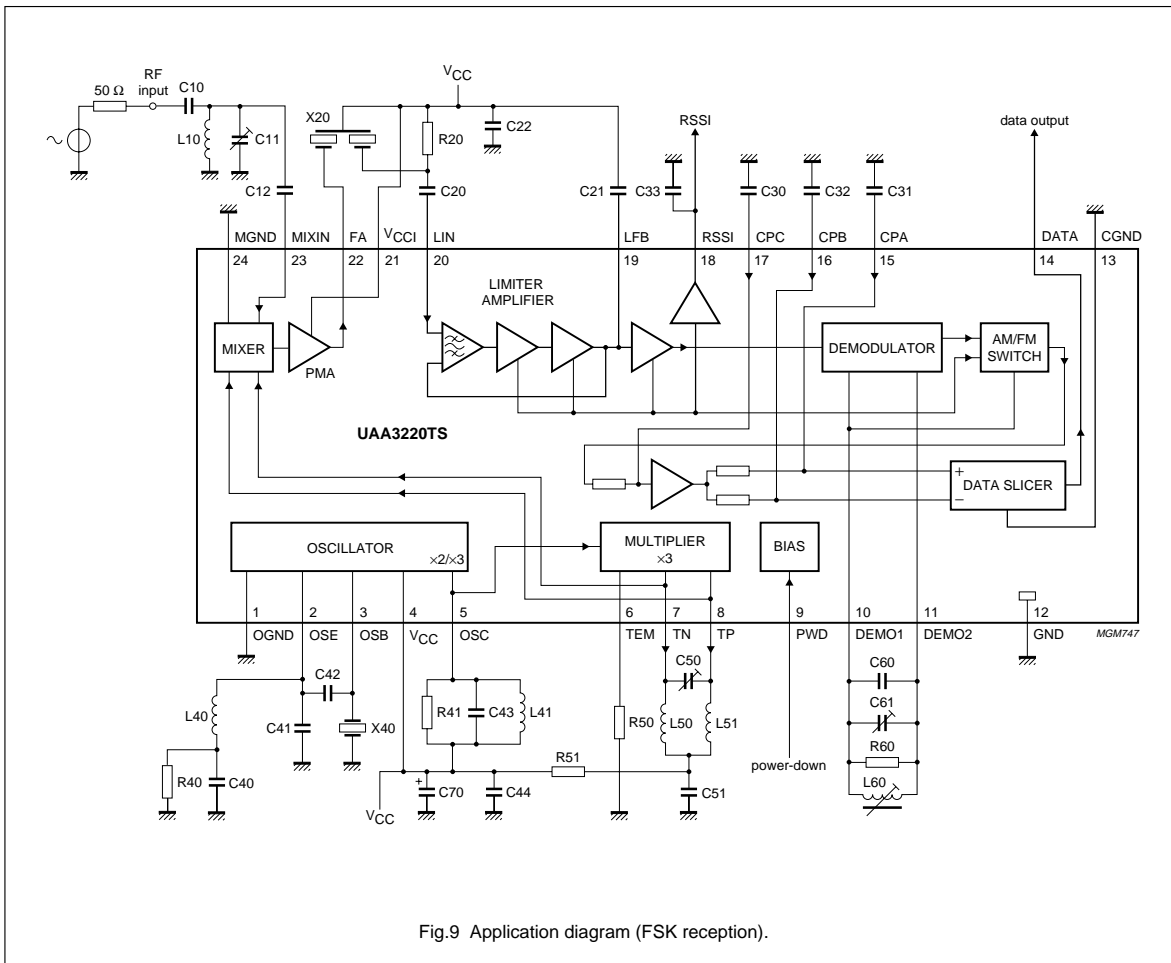 50 Ω
RF
input
C10
L10
C11
C12
X20
VCC
R20
C22
C20
C21
RSSI
C33
C30
C32
C31
data output
MGND
MIXIN
FA
VCCI
LIN
LFB
RSSI
CPC
CPB
CPA
DATA
CGND
24
23
22
21
20
19
18
17
16
15
14
13
LIMITER
AMPLIFIER
MIXER
PMA
DEMODULATOR
AM/FM
SWITCH
UAA3220TS
+
−
DATA SLICER
OSCILLATOR
×2/×3
MULTIPLIER
×3
BIAS
1
2
3
4
5
6
7
8
9
10
11
12
OGND
OSE
OSB
VCC
OSC
TEM
TN
TP
PWD
DEMO1
DEMO2
GND
MGM747
L40
C42
C41
X40
R40
C40
R41
C43
L41
VCC
+
C70
C44
R51
R50
C50
L50
L51
C51
power-down
C60
C61
R60
L60
Fig.9 Application diagram (FSK reception).